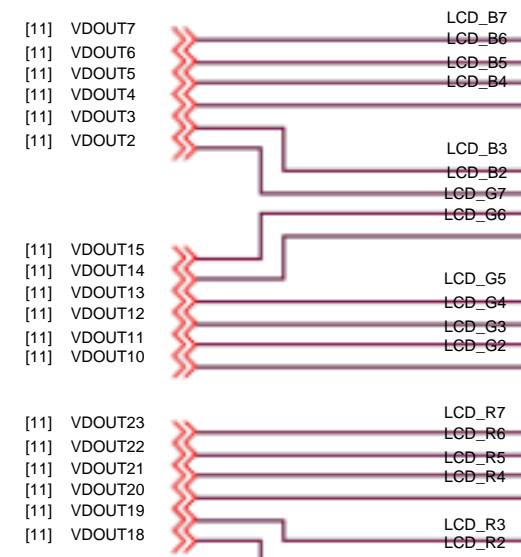 LCD_B7
[11] VDOUT7
LCD_B6
[11] VDOUT6
LCD_B5
[11] VDOUT5
LCD_B4
[11] VDOUT4
[11] VDOUT3
[11] VDOUT2
LCD_B3
LCD_B2
LCD_G7
LCD_G6
[11] VDOUT15
[11] VDOUT14
LCD_G5
[11] VDOUT13
LCD_G4
[11] VDOUT12
LCD_G3
[11] VDOUT11
LCD_G2
[11] VDOUT10
LCD_R7
[11] VDOUT23
LCD_R6
[11] VDOUT22
LCD_R5
[11] VDOUT21
LCD_R4
[11] VDOUT20
[11] VDOUT19
LCD_R3
[11] VDOUT18
LCD_R2